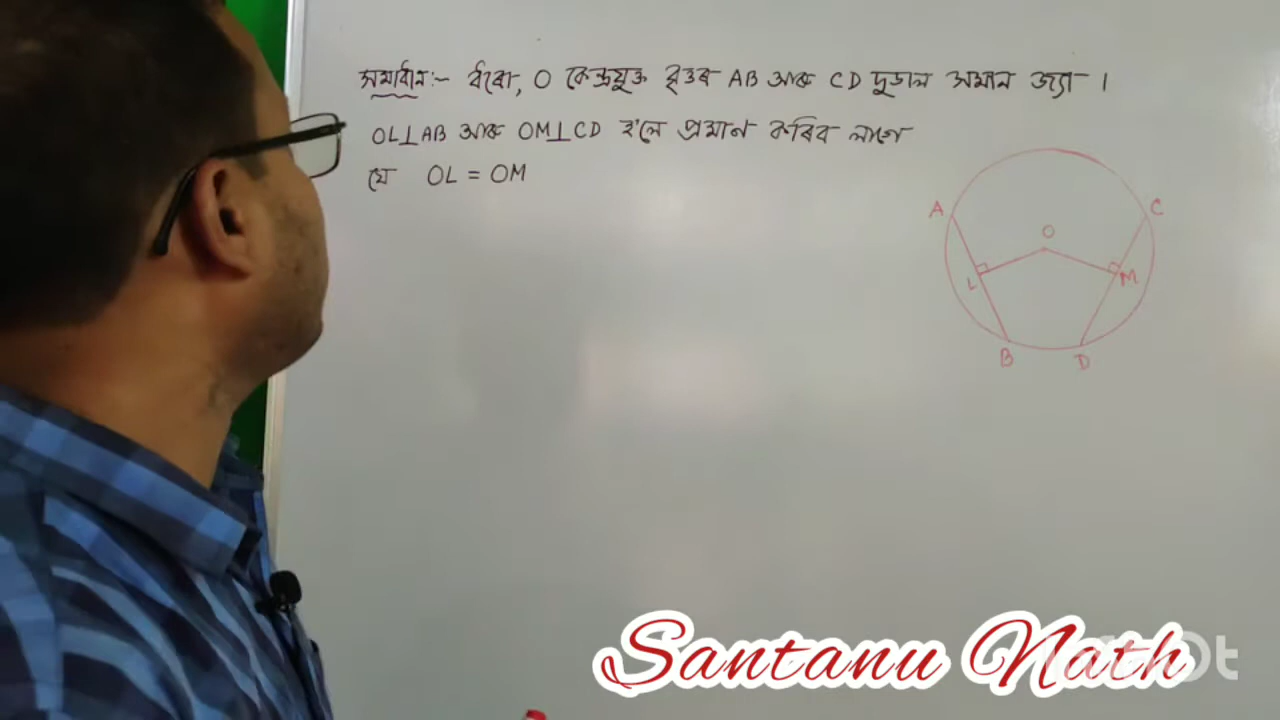 সমাধান:- ধৰো, O কেন্দ্ৰযুক্ত বৃত্তৰ AB আৰু CD দুডাল সমান জ্যা ।
OL⊥AB আৰু OM⊥CD হ'লে প্ৰমাণ কৰিব লাগে
যে OL = OM
A
C
O
L
M
B
D
Santanu Nath